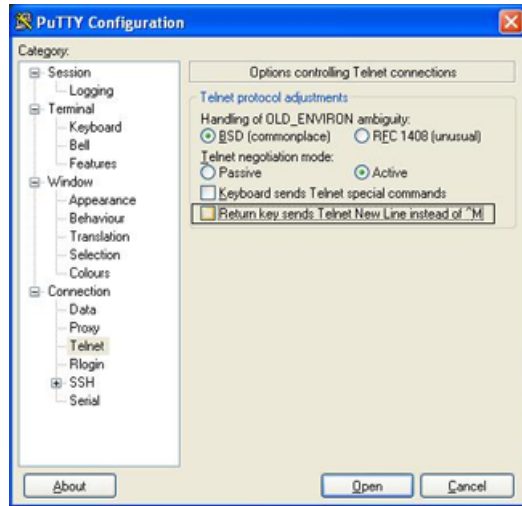 PuTTY Configuration
Category:
Session
Logging
Terminal
Keyboard
Bell
Features
Window
Appearance
Behaviour
Translation
Selection
Colours
Connection
Data
Proxy
Telnet
Rlogin
SSH
Serial
Options controlling Telnet connections
Telnet protocol adjustments
Handling of OLD_ENVIRON ambiguity:
BSD (commonplace) RFC 1408 (unusual)
Telnet negotiation mode:
Passive Active
Keyboard sends Telnet special commands
Return key sends Telnet New Line instead of ^M
About Open Cancel